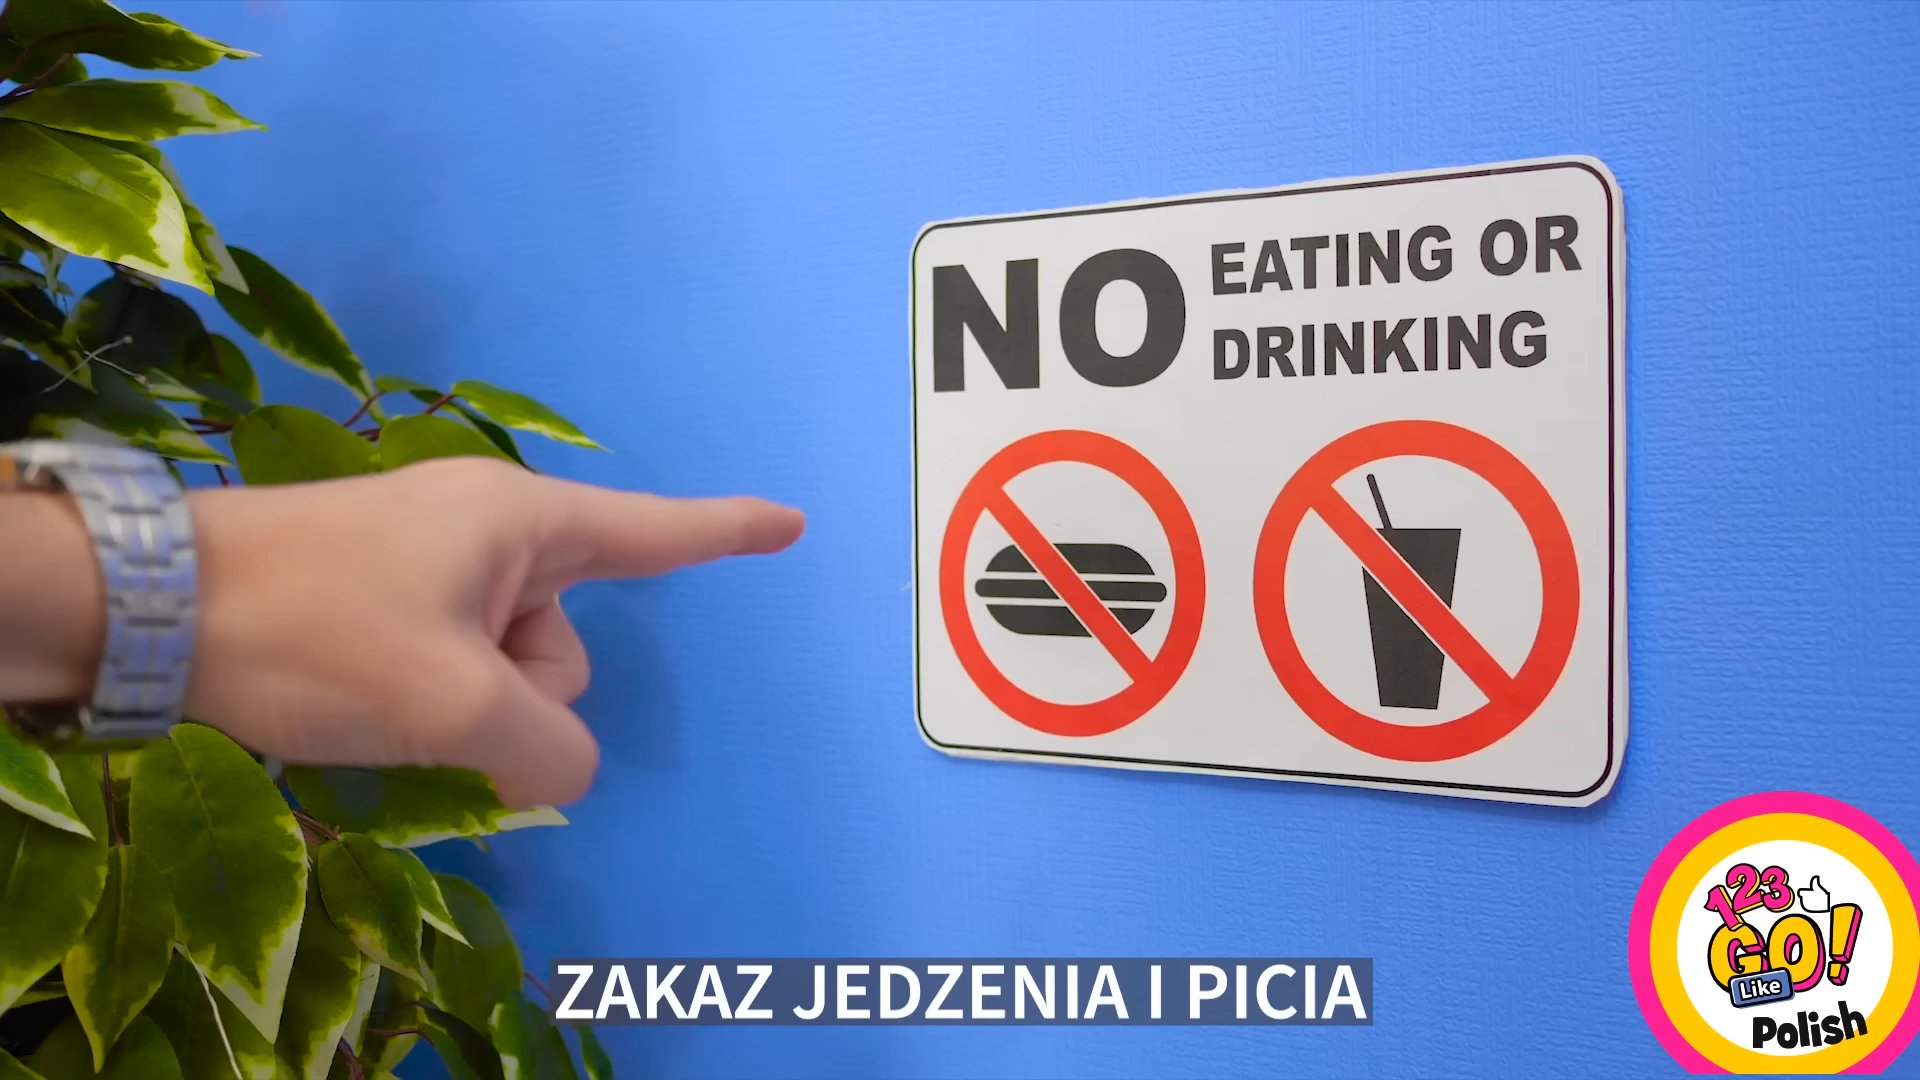 NO EATING OR
DRINKING
ZAKAZ JEDZENIA I PICIA
123
GO!
Like
Polish